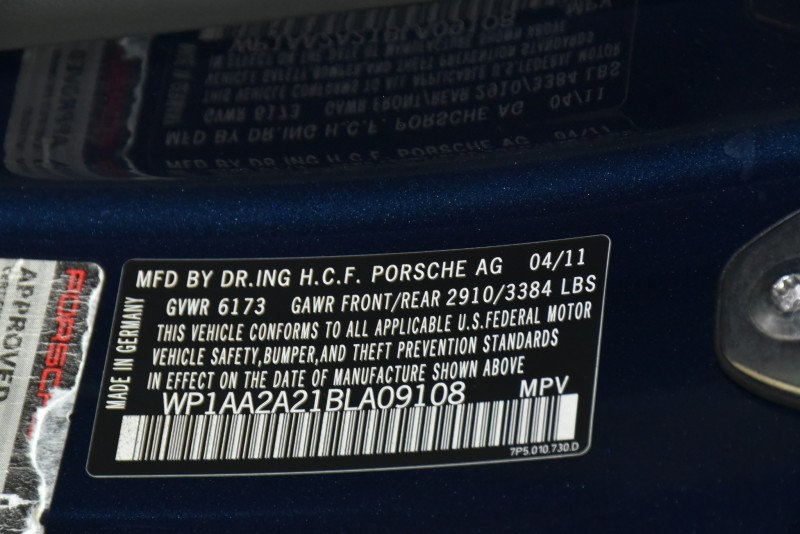 MFD BY DR.ING H.C.F. PORSCHE AG 04/11
GVWR 6173 GAWR FRONT/REAR 2910/3384 LBS
THIS VEHICLE CONFORMS TO ALL APPLICABLE U.S.FEDERAL MOTOR
VEHICLE SAFETY,BUMPER,AND THEFT PREVENTION STANDARDS
IN EFFECT ON THE DATE OF MANUFACTURE SHOWN ABOVE
WP1AA2A21BLA09108 MPV
7P5.010.730.D
MADE IN GERMANY
PORSCH
APPROVED